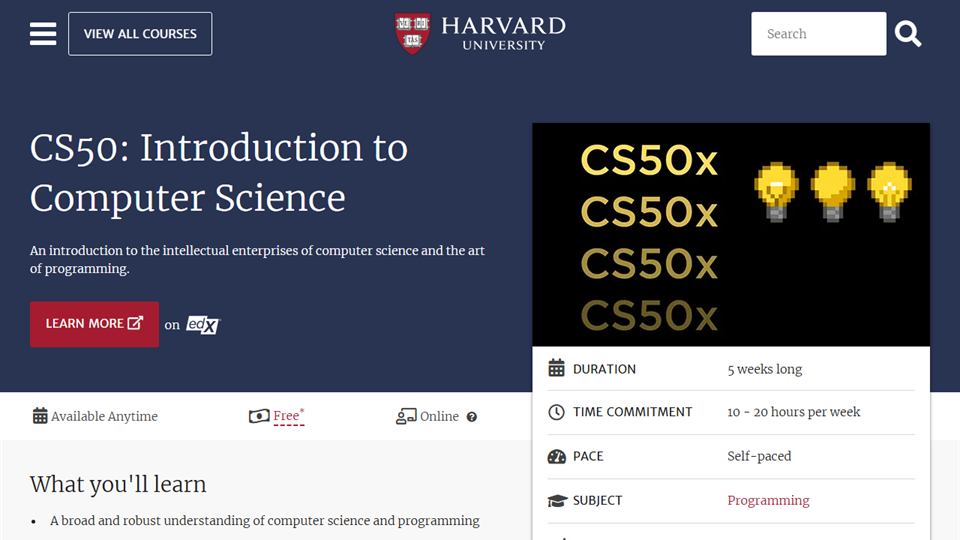 VIEW ALL COURSES
HARVARD
UNIVERSITY
Search
CS50: Introduction to
Computer Science
An introduction to the intellectual enterprises of computer science and the art
of programming.
LEARN MORE
on edX
CS50x
CS50x
CS50x
CS50x
DURATION 5 weeks long
TIME COMMITMENT 10 - 20 hours per week
PACE Self-paced
SUBJECT Programming
Available Anytime
Free*
Online
What you'll learn
• A broad and robust understanding of computer science and programming